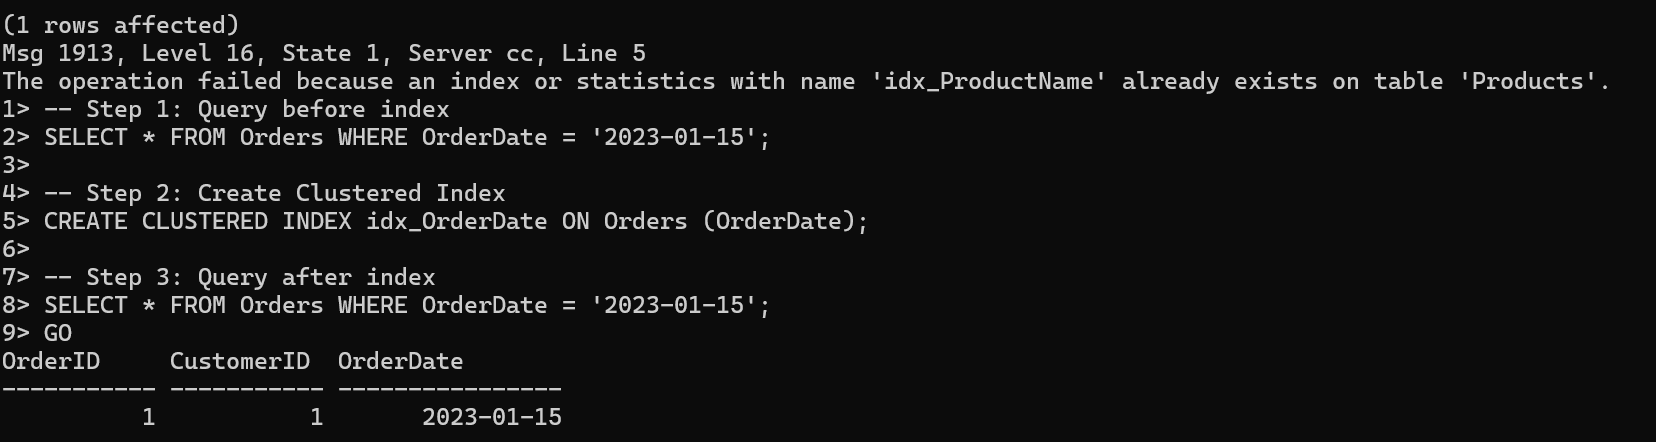 (1 rows affected)
Msg 1913, Level 16, State 1, Server cc, Line 5
The operation failed because an index or statistics with name 'idx_ProductName' already exists on table 'Products'.
1> -- Step 1: Query before index
2> SELECT * FROM Orders WHERE OrderDate = '2023-01-15';
3>
4> -- Step 2: Create Clustered Index
5> CREATE CLUSTERED INDEX idx_OrderDate ON Orders (OrderDate);
6>
7> -- Step 3: Query after index
8> SELECT * FROM Orders WHERE OrderDate = '2023-01-15';
9> GO
OrderID     CustomerID  OrderDate
----------- ----------- ----------------
          1           1       2023-01-15